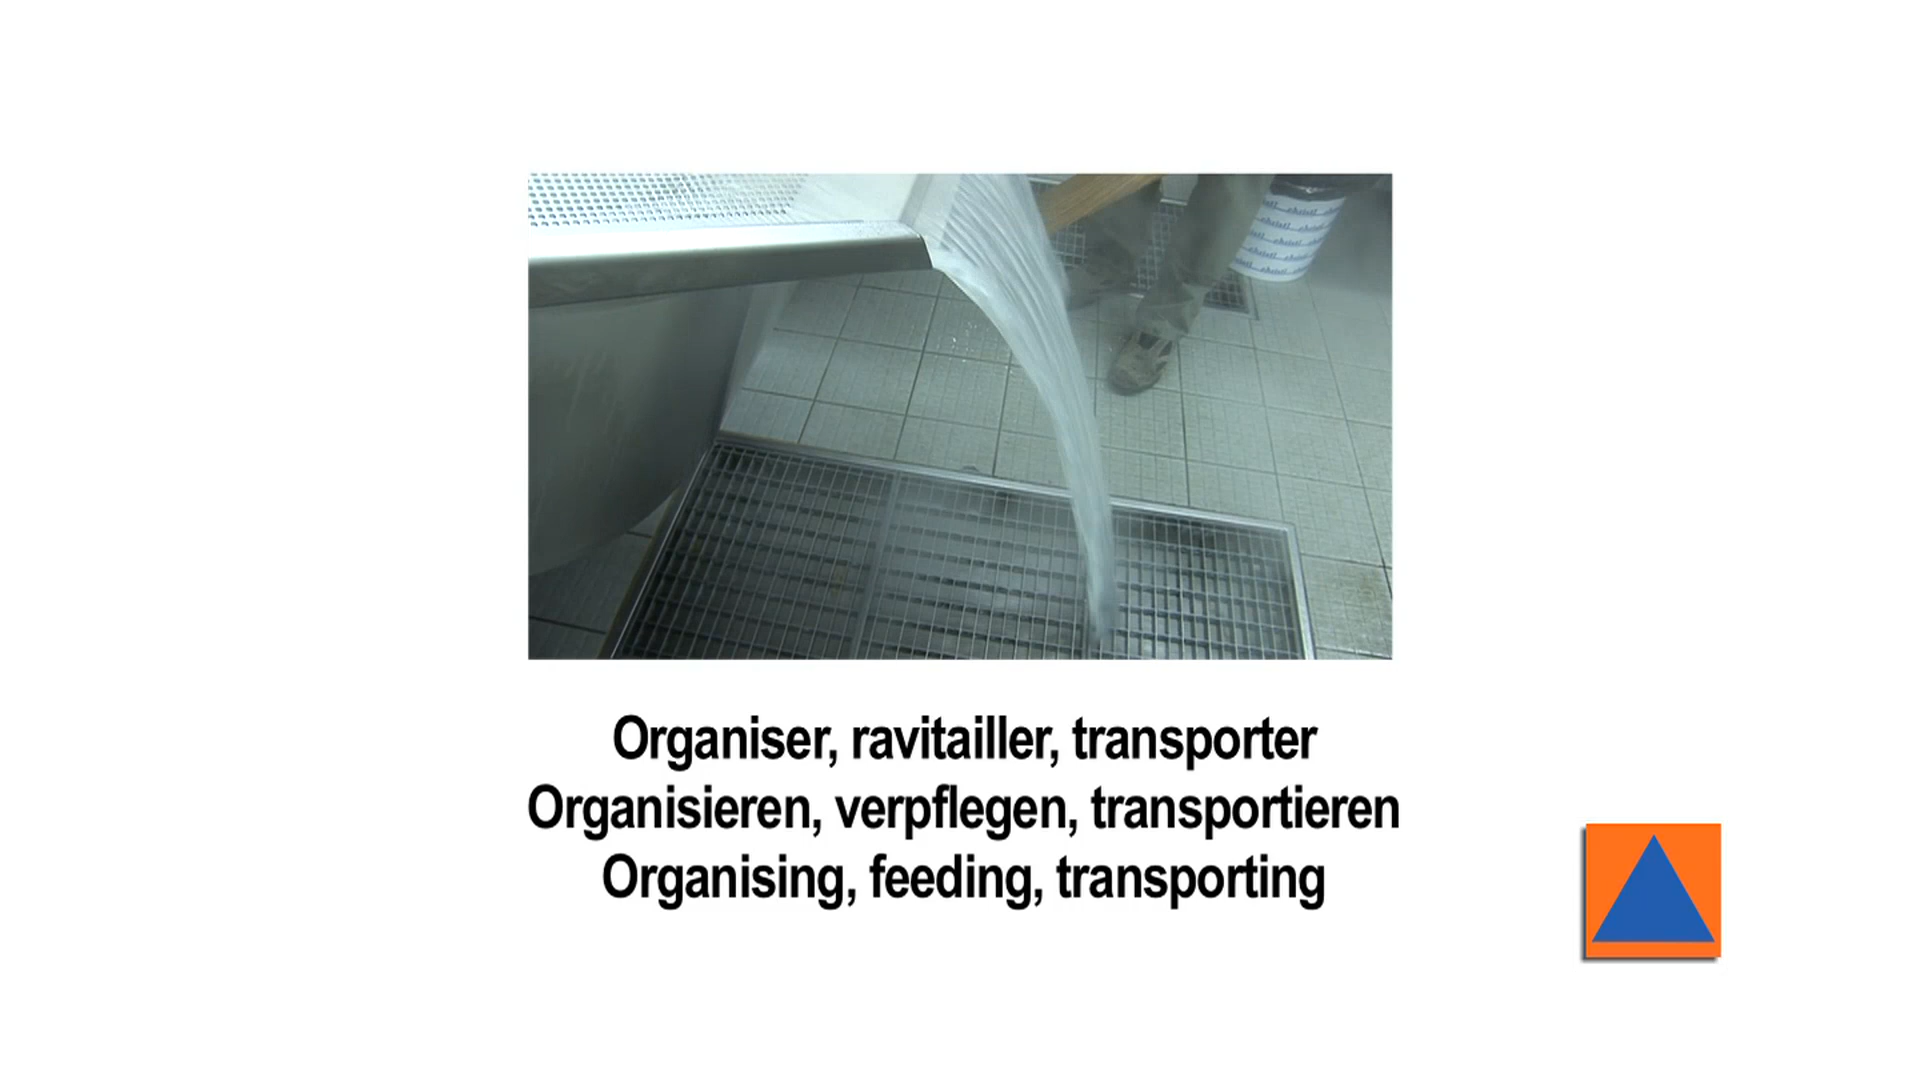 Organiser, ravitailler, transporter
Organisieren, verpflegen, transportieren
Organising, feeding, transporting